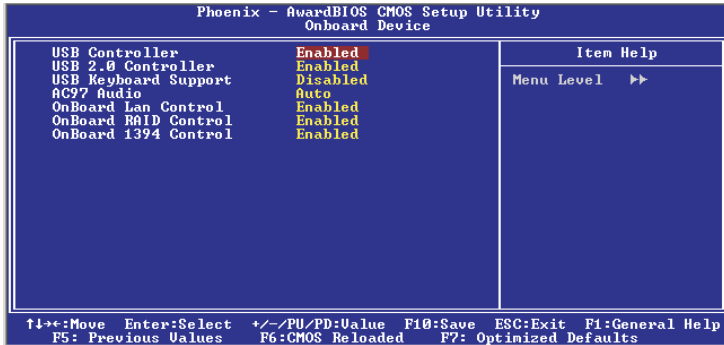 Phoenix - AwardBIOS CMOS Setup Utility
Onboard Device
USB Controller Enabled
USB 2.0 Controller Enabled
USB Keyboard Support Disabled
AC97 Audio Auto
OnBoard Lan Control Enabled
OnBoard RAID Control Enabled
OnBoard 1394 Control Enabled
Item Help
Menu Level ►►
↑↓→←:Move Enter:Select +/-/PU/PD:Value F10:Save ESC:Exit F1:General Help
F5: Previous Values F6:CMOS Reloaded F7: Optimized Defaults